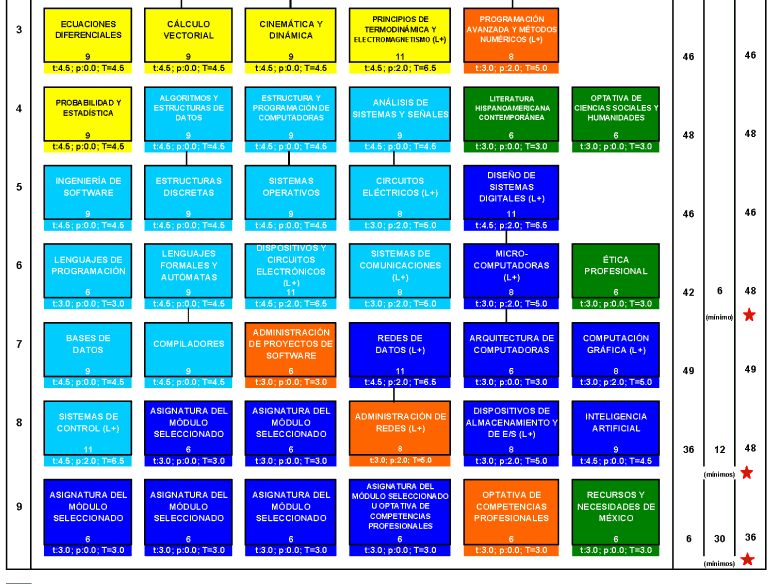 3
ECUACIONES
DIFERENCIALES
9
t:4.5; p:0.0; T=4.5
CÁLCULO
VECTORIAL
9
t:4.5; p:0.0; T=4.5
CINEMÁTICA Y
DINÁMICA
9
t:4.5; p:0.0; T=4.5
PRINCIPIOS DE
TERMODINÁMICA Y
ELECTROMAGNETISMO (L+)
11
t:4.5; p:2.0; T=6.5
PROGRAMACIÓN
AVANZADA Y MÉTODOS
NUMÉRICOS (L+)
8
t:3.0; p:2.0; T=5.0
46
46
4
PROBABILIDAD Y
ESTADÍSTICA
9
t:4.5; p:0.0; T=4.5
ALGORITMOS Y
ESTRUCTURAS DE
DATOS
9
t:4.5; p:0.0; T=4.5
ESTRUCTURA Y
PROGRAMACIÓN DE
COMPUTADORAS
9
t:4.5; p:0.0; T=4.5
ANÁLISIS DE
SISTEMAS Y SEÑALES
9
t:4.5; p:0.0; T=4.5
LITERATURA
HISPANOAMERICANA
CONTEMPORÁNEA
6
t:3.0; p:0.0; T=3.0
OPTATIVA DE
CIENCIAS SOCIALES Y
HUMANIDADES
6
t:3.0; p:0.0; T=3.0
48
48
5
INGENIERÍA DE
SOFTWARE
9
t:4.5; p:0.0; T=4.5
ESTRUCTURAS
DISCRETAS
9
t:4.5; p:0.0; T=4.5
SISTEMAS
OPERATIVOS
9
t:4.5; p:0.0; T=4.5
CIRCUITOS
ELÉCTRICOS (L+)
8
t:3.0; p:2.0; T=5.0
DISEÑO DE
SISTEMAS
DIGITALES (L+)
11
t:4.5; p:2.0; T=6.5
46
46
6
LENGUAJES DE
PROGRAMACIÓN
6
t:3.0; p:0.0; T=3.0
LENGUAJES
FORMALES Y
AUTÓMATAS
9
t:4.5; p:0.0; T=4.5
DISPOSITIVOS Y
CIRCUITOS
ELECTRÓNICOS
(L+)
11
t:4.5; p:2.0; T=6.5
SISTEMAS DE
COMUNICACIONES
(L+)
8
t:3.0; p:2.0; T=5.0
MICRO-
COMPUTADORAS
(L+)
8
t:3.0; p:2.0; T=5.0
ÉTICA
PROFESIONAL
6
t:3.0; p:0.0; T=3.0
42
6
(mínimo)
48
7
BASES DE
DATOS
9
t:4.5; p:0.0; T=4.5
COMPILADORES
9
t:4.5; p:0.0; T=4.5
ADMINISTRACIÓN
DE PROYECTOS DE
SOFTWARE
6
t:3.0; p:0.0; T=3.0
REDES DE
DATOS (L+)
11
t:4.5; p:2.0; T=6.5
ARQUITECTURA DE
COMPUTADORAS
6
t:3.0; p:0.0; T=3.0
COMPUTACIÓN
GRÁFICA (L+)
8
t:3.0; p:2.0; T=5.0
49
49
8
SISTEMAS DE
CONTROL (L+)
11
t:4.5; p:2.0; T=6.5
ASIGNATURA DEL
MÓDULO
SELECCIONADO
6
t:3.0; p:0.0; T=3.0
ASIGNATURA DEL
MÓDULO
SELECCIONADO
6
t:3.0; p:0.0; T=3.0
ADMINISTRACIÓN DE
REDES (L+)
8
t:3.0; p:2.0; T=5.0
DISPOSITIVOS DE
ALMACENAMIENTO Y
DE E/S (L+)
8
t:3.0; p:2.0; T=5.0
INTELIGENCIA
ARTIFICIAL
9
t:4.5; p:0.0; T=4.5
36
12
(mínimos)
48
9
ASIGNATURA DEL
MÓDULO
SELECCIONADO
6
t:3.0; p:0.0; T=3.0
ASIGNATURA DEL
MÓDULO
SELECCIONADO
6
t:3.0; p:0.0; T=3.0
ASIGNATURA DEL
MÓDULO
SELECCIONADO
6
t:3.0; p:0.0; T=3.0
ASIGNATURA DEL
MÓDULO SELECCIONADO
U OPTATIVA DE
COMPETENCIAS
PROFESIONALES
6
t:3.0; p:0.0; T=3.0
OPTATIVA DE
COMPETENCIAS
PROFESIONALES
6
t:3.0; p:0.0; T=3.0
RECURSOS Y
NECESIDADES DE
MÉXICO
6
t:3.0; p:0.0; T=3.0
6
30
(mínimos)
36